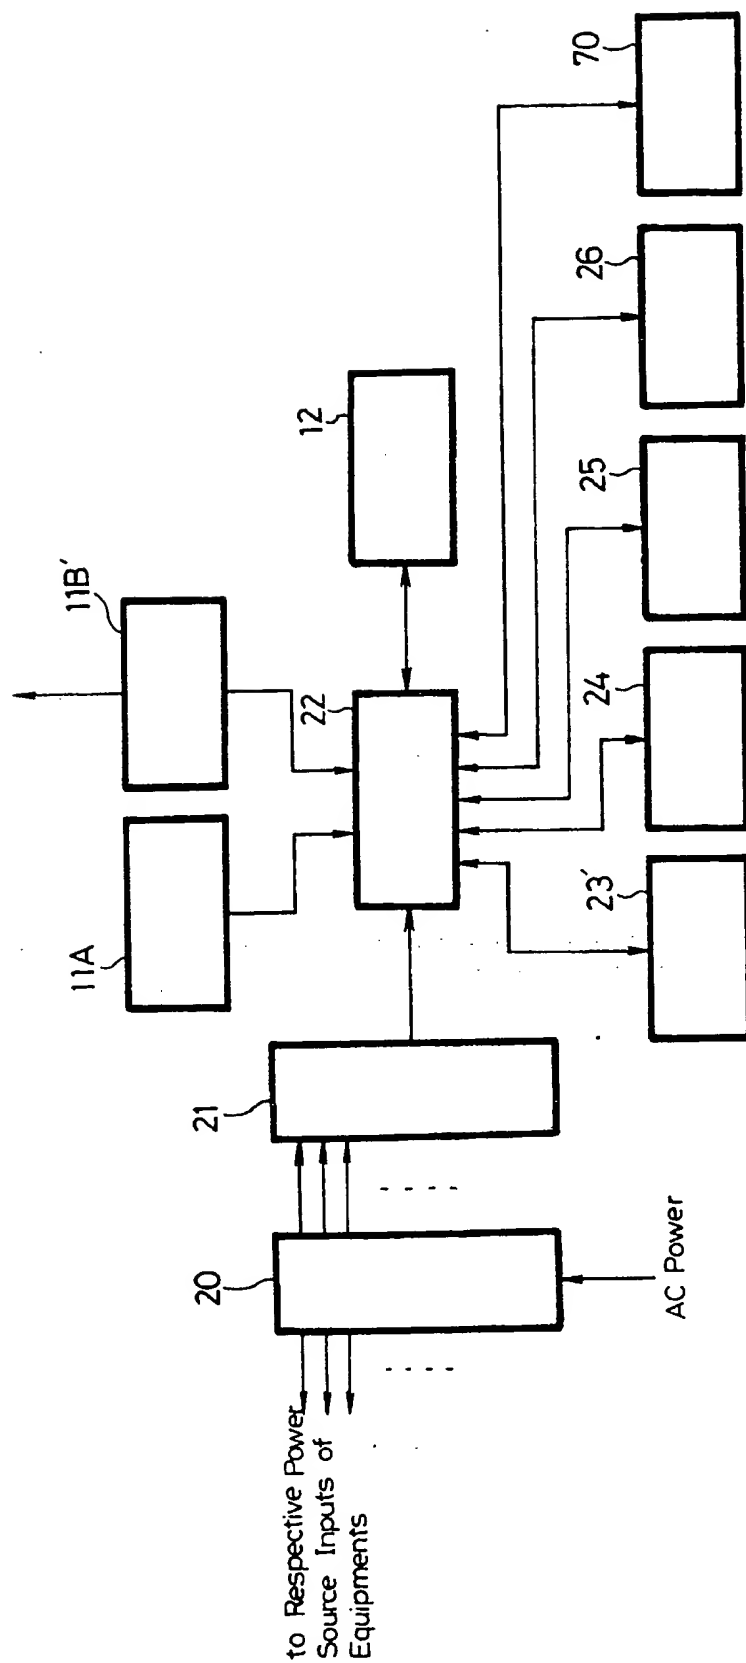 to Respective Power
Source Inputs of
Equipments
20
AC Power
21
11A
11B′
22
12
23′
24
25
26
70